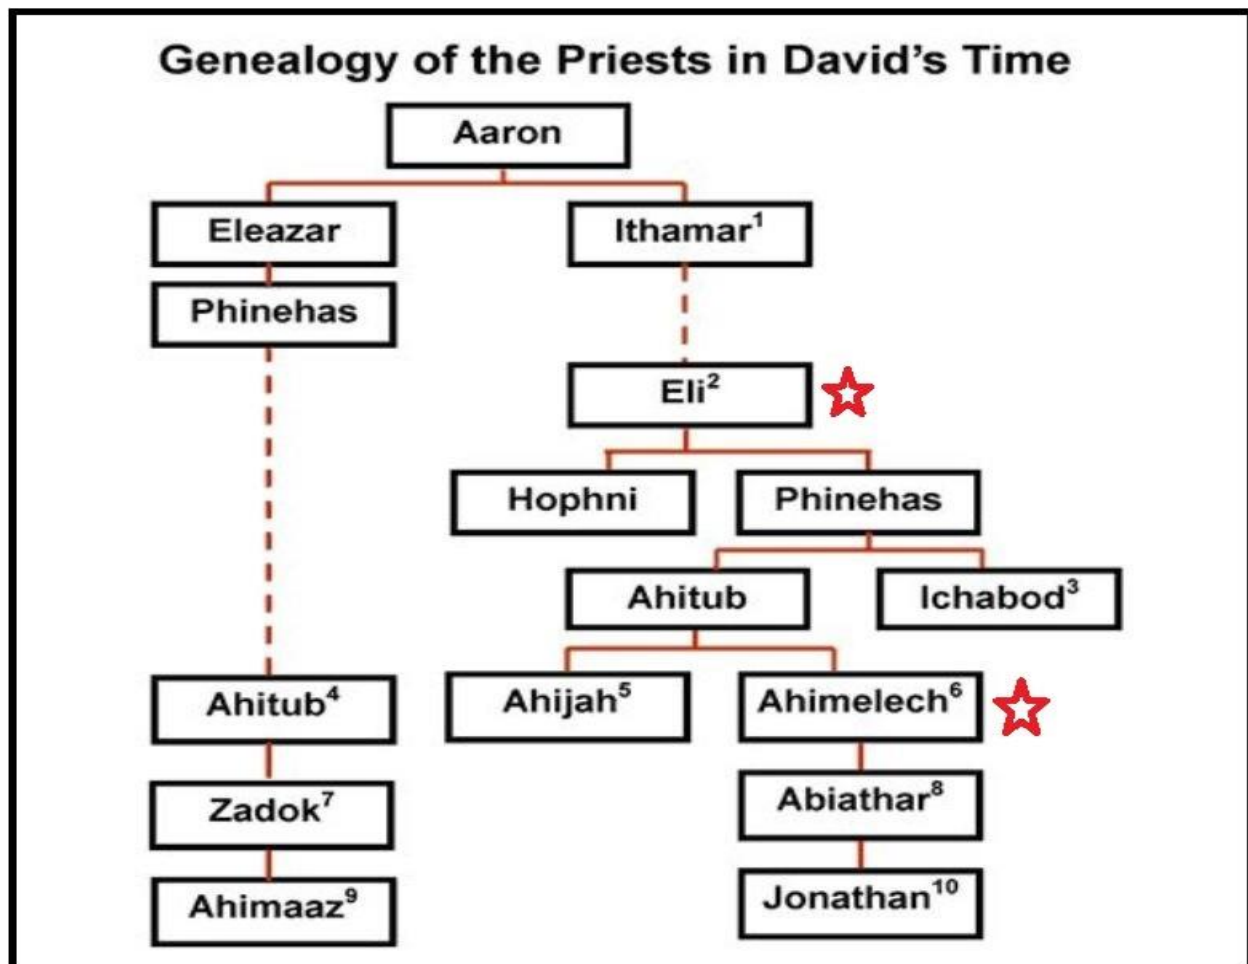 Genealogy of the Priests in David's Time
Aaron
Eleazar
Ithamar¹
Phinehas
Eli²
Hophni
Phinehas
Ahitub
Ichabod³
Ahitub⁴
Ahijah⁵
Ahimelech⁶
Zadok⁷
Abiathar⁸
Ahimaaz⁹
Jonathan¹⁰